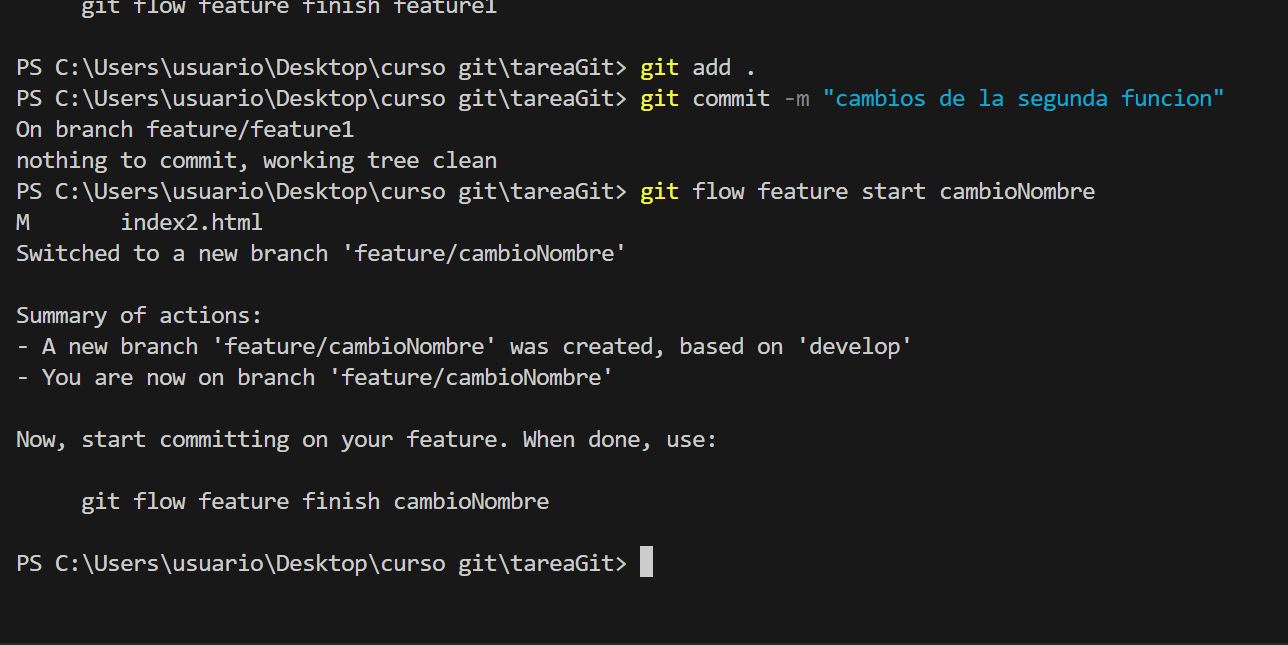 git flow feature finish feature1
PS C:\Users\usuario\Desktop\curso git\tareaGit> git add .
PS C:\Users\usuario\Desktop\curso git\tareaGit> git commit -m "cambios de la segunda funcion"
On branch feature/feature1
nothing to commit, working tree clean
PS C:\Users\usuario\Desktop\curso git\tareaGit> git flow feature start cambioNombre
M       index2.html
Switched to a new branch 'feature/cambioNombre'
Summary of actions:
- A new branch 'feature/cambioNombre' was created, based on 'develop'
- You are now on branch 'feature/cambioNombre'
Now, start committing on your feature. When done, use:
git flow feature finish cambioNombre
PS C:\Users\usuario\Desktop\curso git\tareaGit>